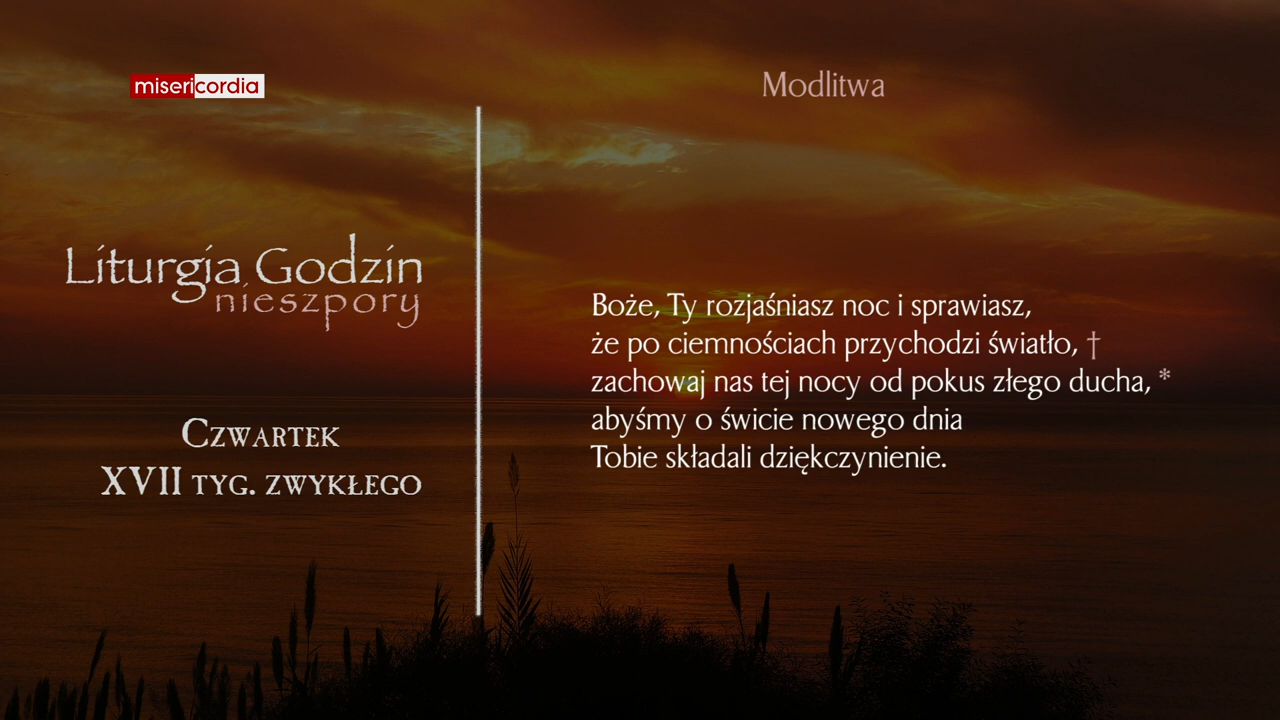 misericordia
Modlitwa
Liturgia Godzin
nieszpory
Czwartek
XVII tyg. zwykłego
Boże, Ty rozjaśniasz noc i sprawiasz,
że po ciemnościach przychodzi światło, †
zachowaj nas tej nocy od pokus złego ducha, *
abyśmy o świcie nowego dnia
Tobie składali dziękczynienie.